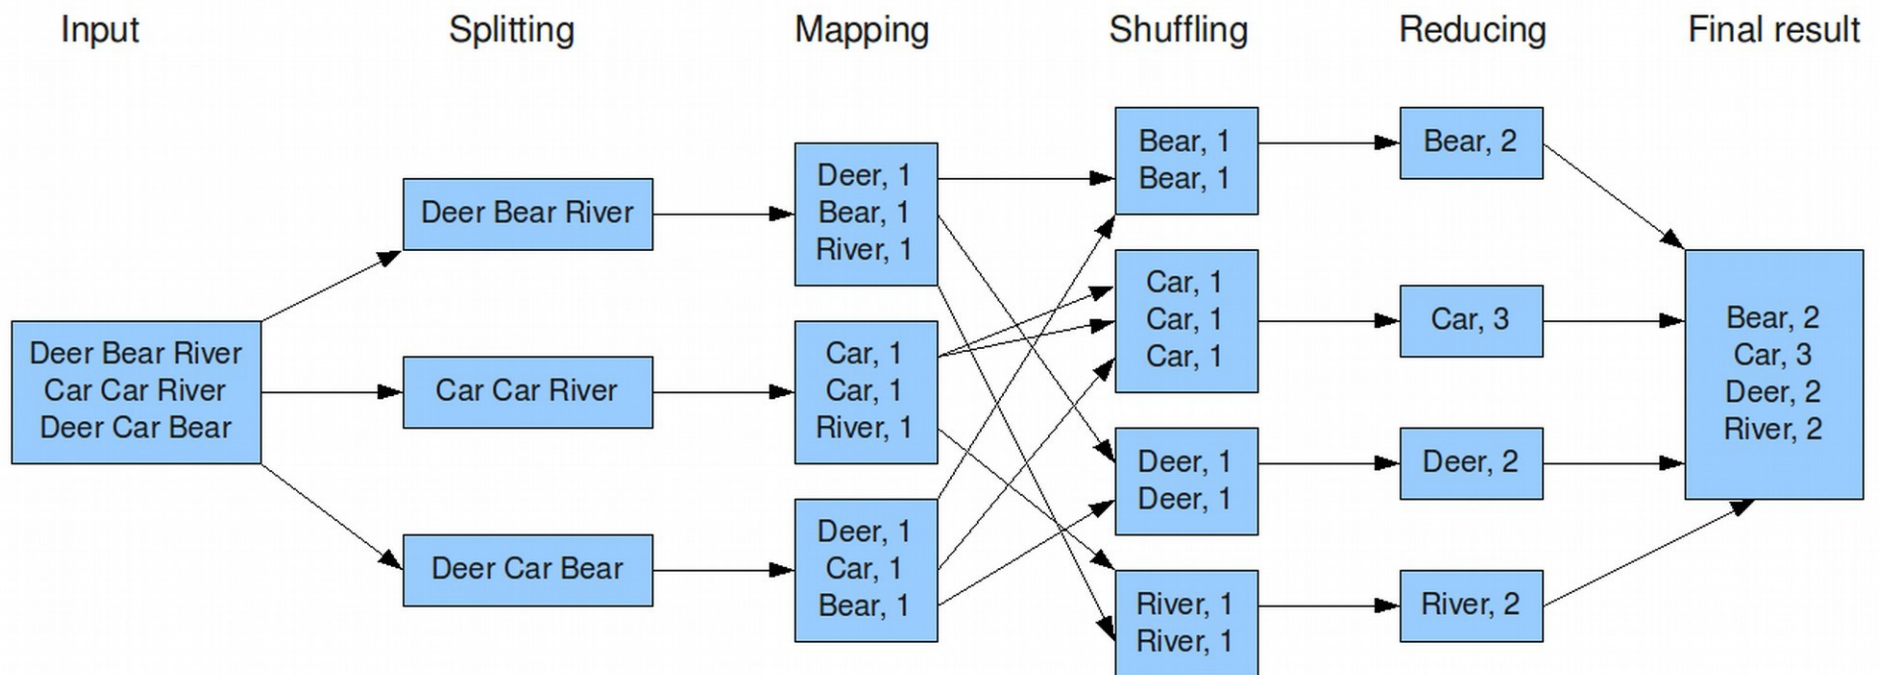 Input
Splitting
Mapping
Shuffling
Reducing
Final result
Deer Bear River
Car Car River
Deer Car Bear
Deer Bear River
Car Car River
Deer Car Bear
Deer, 1
Bear, 1
River, 1
Car, 1
Car, 1
River, 1
Deer, 1
Car, 1
Bear, 1
Bear, 1
Bear, 1
Car, 1
Car, 1
Car, 1
Deer, 1
Deer, 1
River, 1
River, 1
Bear, 2
Car, 3
Deer, 2
River, 2
Bear, 2
Car, 3
Deer, 2
River, 2